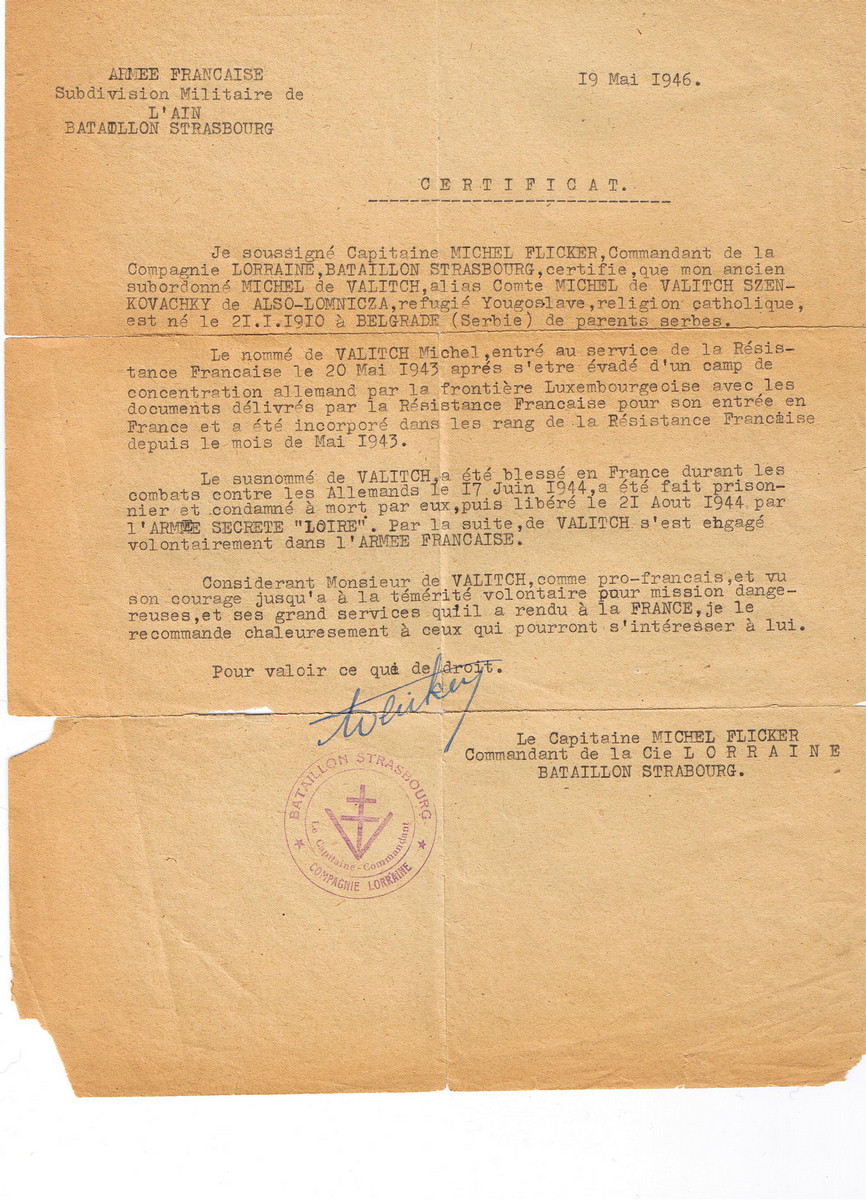 ARMEE FRANCAISE
Subdivision Militaire de
L'AIN
BATAILLON STRASBOURG
19 Mai 1946.
C E R T I F I C A T.
Je soussigné Capitaine MICHEL FLICKER,Commandant de la
Compagnie LORRAINE,BATAILLON STRASBOURG,certifie,que mon ancien
subordonné MICHEL de VALITCH,alias Comte MICHEL de VALITCH SZEN-
KOVACHKY de ALSO-LOMNICZA,refugié Yougoslave,religion catholique,
est né le 21.I.1910 à BELGRADE (Serbie) de parents serbes.
Le nommé de VALITCH Michel,entré au service de la Résis-
tance Francaise le 20 Mai 1943 aprés s'etre évadé d'un camp de
concentration allemand par la frontière Luxembourgeoise avec les
documents délivrés par la Résistance Francaise pour son entrée en
France et a été incorporé dans les rang de la Résistance Francaise
depuis le mois de Mai 1943.
Le susnommé de VALITCH,a été blessé en France durant les
combats contre les Allemands le 17 Juin 1944,a été fait prison-
nier et condamné à mort par eux,puis libéré le 21 Aout 1944 par
l'ARMEE SECRETE "LOIRE". Par la suite,de VALITCH s'est engagé
volontairement dans l'ARMEE FRANCAISE.
Considerant Monsieur de VALITCH,comme pro-francais,et vu
son courage jusqu'a à la témérité volontaire pour mission dange-
reuses,et ses grand services qu'il a rendu à la FRANCE,je le
recommande chaleuresement à ceux qui pourront s'intéresser à lui.
Pour valoir ce que de droit.
Le Capitaine MICHEL FLICKER
Commandant de la Cie L O R R A I N E
BATAILLON STRABOURG.
BATAILLON STRASBOURG
Le Capitaine-Commandant
COMPAGNIE LORRAINE